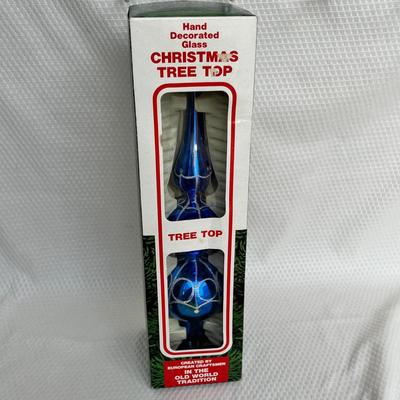 Hand
Decorated
Glass
CHRISTMAS
TREE TOP
TREE TOP
CREATED BY
EUROPEAN CRAFTSMEN
IN THE
OLD WORLD
TRADITION